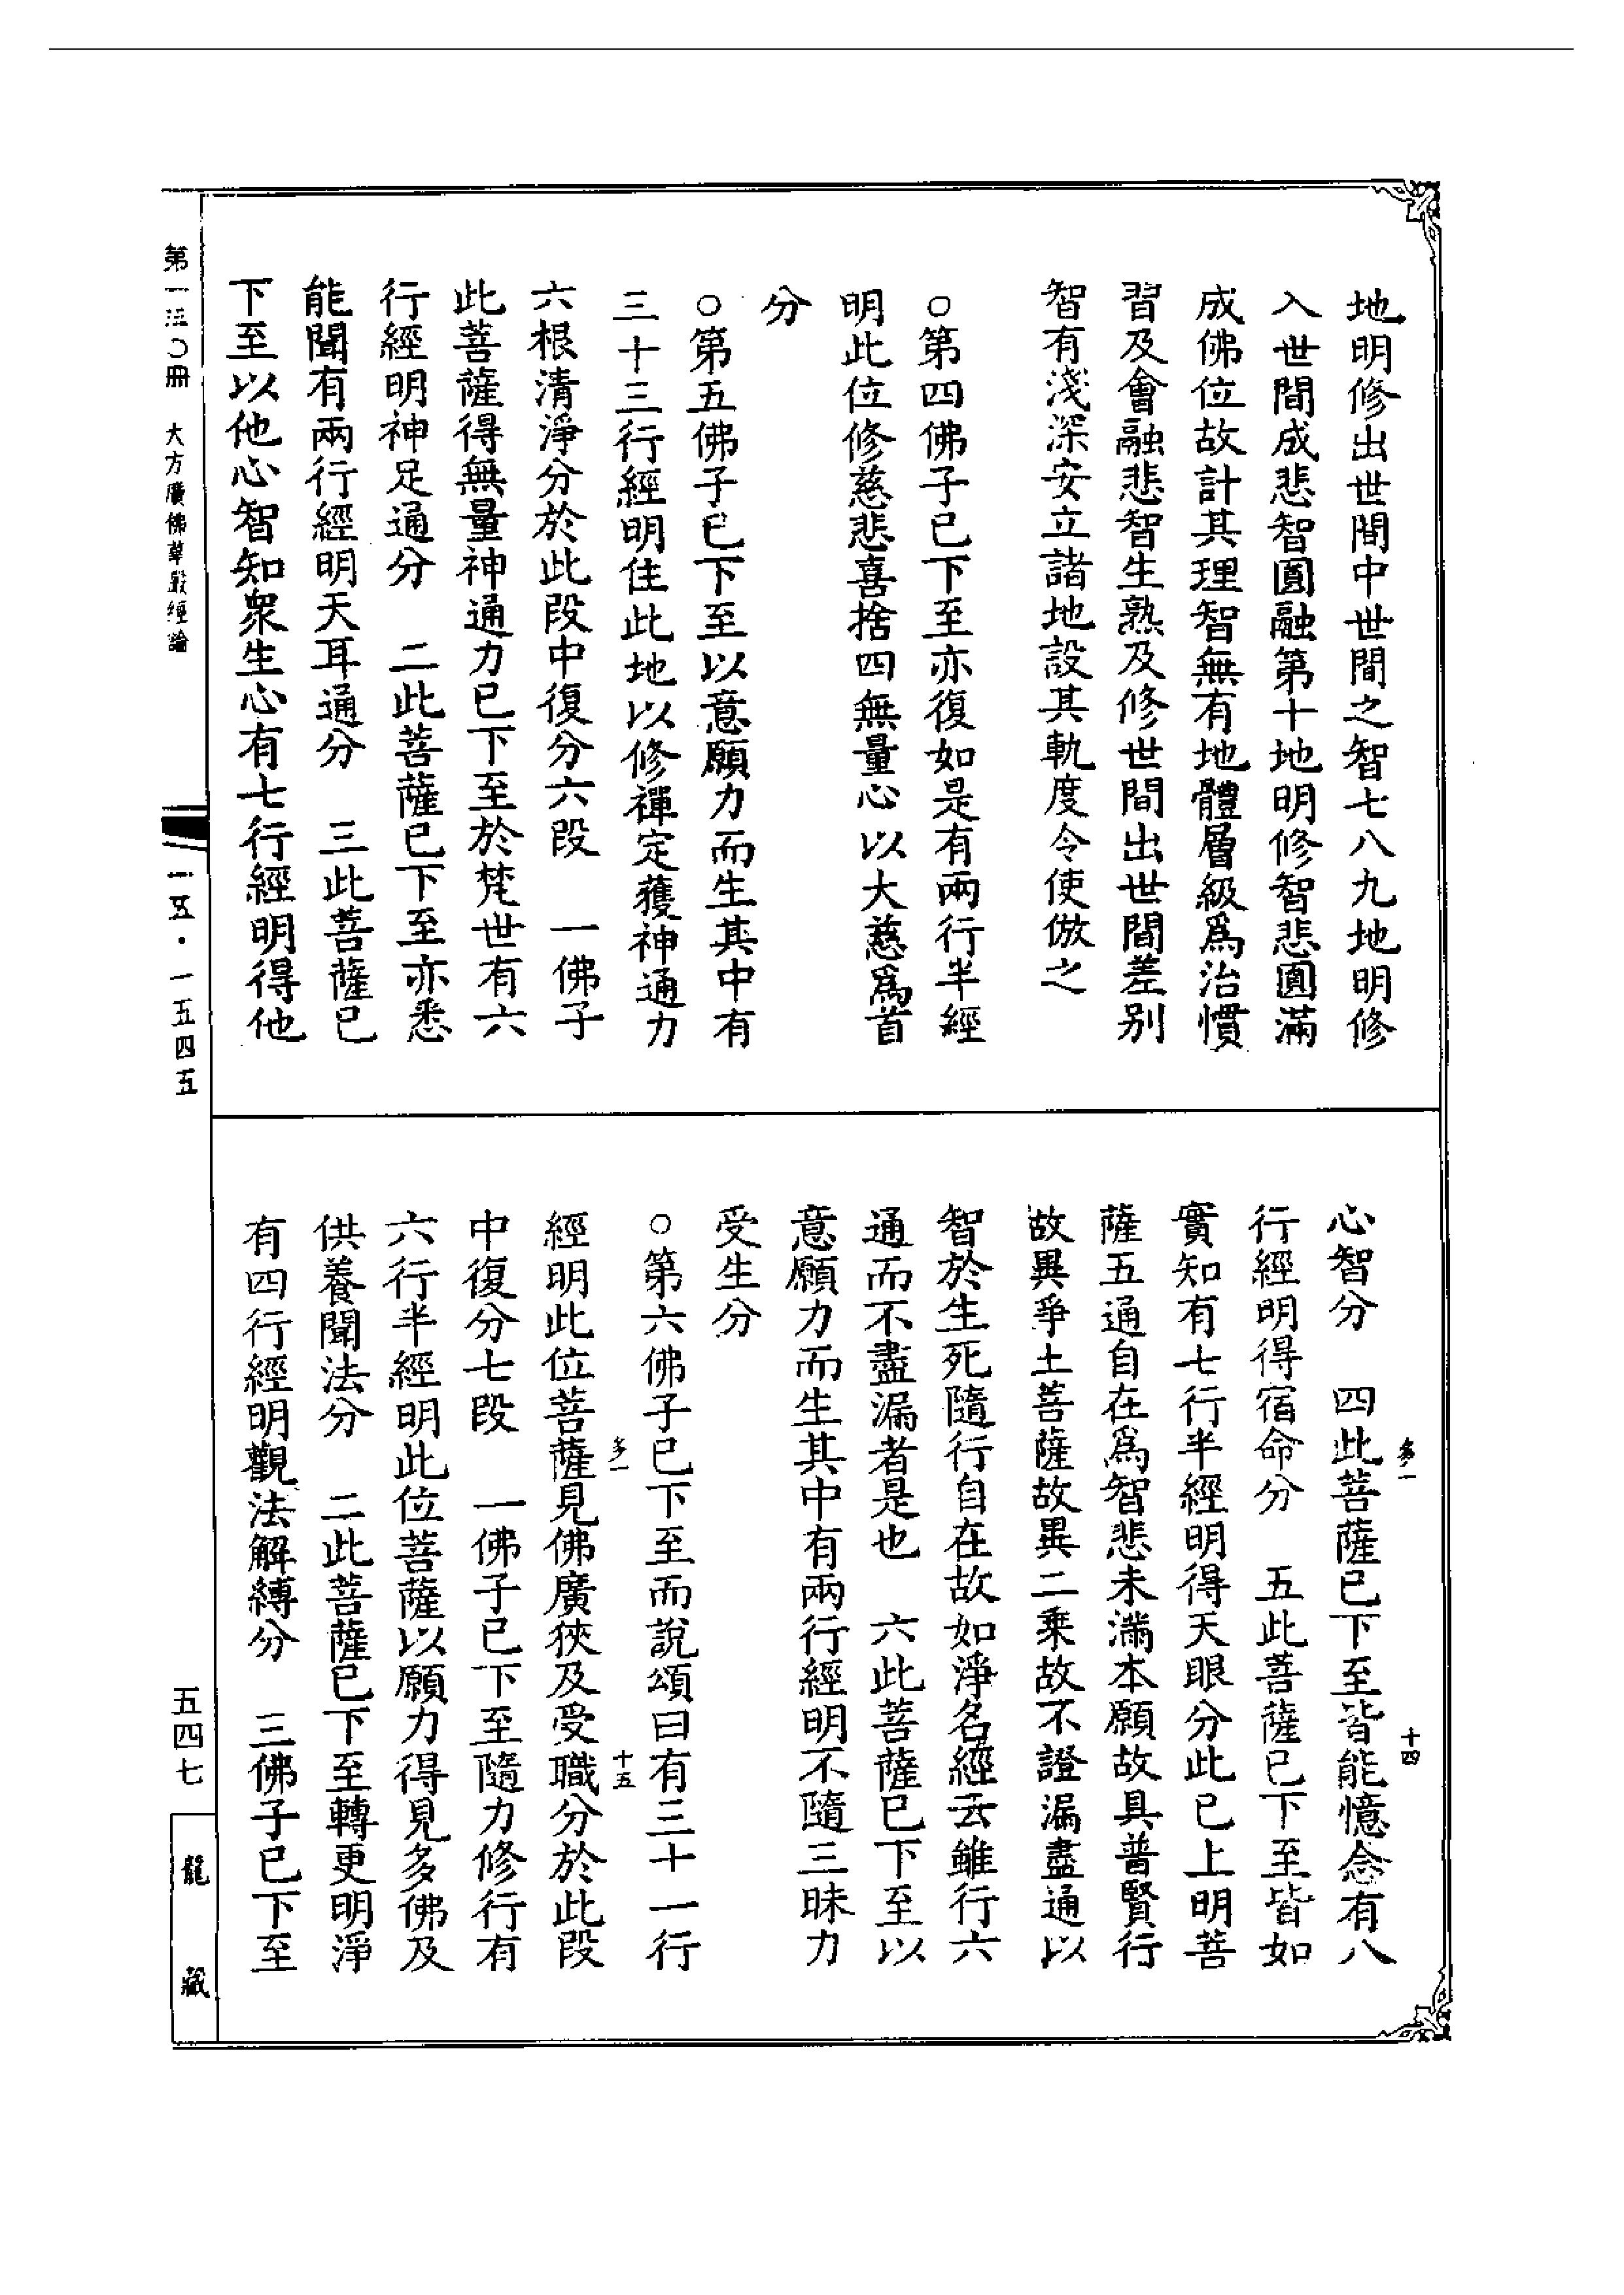 地明修出世間中世間之智七八九地明修
入世間成悲智圓融第十地明修智悲圓滿
成佛位故計其理智無有地體層級爲治慣
習及會融悲智生熟及修世間出世間差别
智有淺深安立諸地設其軌度令使倣之
○第四佛子已下至亦復如是有兩行半經
明此位修慈悲喜捨四無量心以大慈爲首
分
○第五佛子已下至以意願力而生其中有
三十三行經明住此地以修禪定獲神通力
六根清淨分於此段中復分六段　一佛子
此菩薩得無量神通力已下至於梵世有六
行經明神足通分　二此菩薩已下至亦悉
能聞有兩行經明天耳通分　三此菩薩已
下至以他心智知衆生心有七行經明得他
心智分　四此菩薩已下至皆能憶念有八
行經明得宿命分　五此菩薩已下至皆如
實知有七行半經明得天眼分此已上明菩
薩五通自在爲智悲未滿本願故具普賢行
故異爭土菩薩故異二乘故不證漏盡通以
智於生死隨行自在故如淨名經云雖行六
通而不盡漏者是也　六此菩薩已下至以
意願力而生其中有兩行經明不隨三昧力
受生分
○第六佛子已下至而說頌曰有三十一行
經明此位菩薩見佛廣狹及受職分於此段
中復分七段　一佛子已下至隨力修行有
六行半經明此位菩薩以願力得見多佛及
供養聞法分　二此菩薩已下至轉更明淨
有四行經明觀法解縛分　三佛子已下至
多一
十四
多一
十五
第一三〇冊　大方廣佛華嚴經論
一五·一五四五
五四七
龍藏